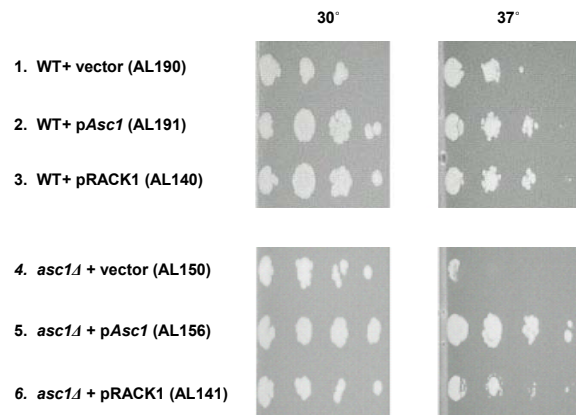 30° 37°
1. WT+ vector (AL190)
2. WT+ pAsc1 (AL191)
3. WT+ pRACK1 (AL140)
4. asc1Δ + vector (AL150)
5. asc1Δ + pAsc1 (AL156)
6. asc1Δ + pRACK1 (AL141)